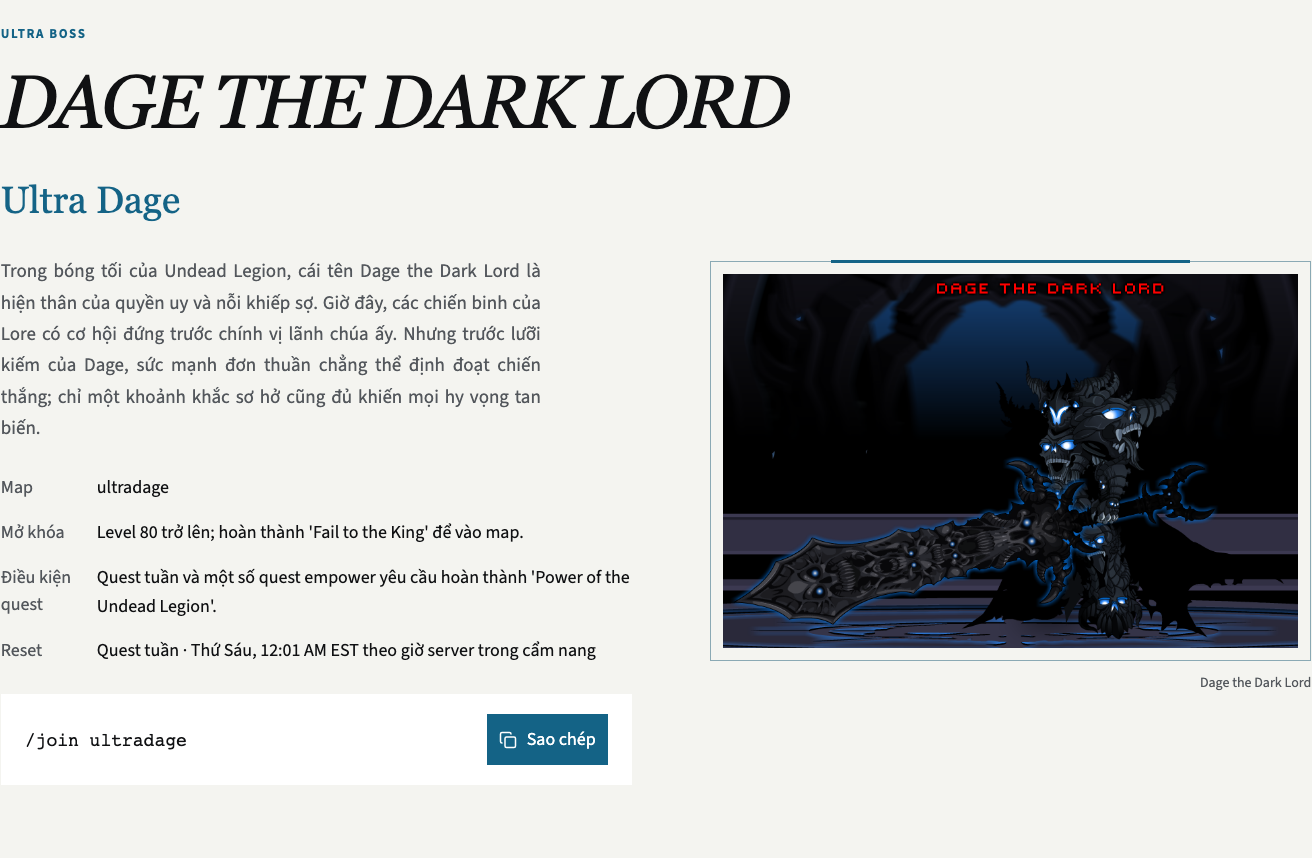 ULTRA BOSS
DAGE THE DARK LORD
Ultra Dage
Trong bóng tối của Undead Legion, cái tên Dage the Dark Lord là
hiện thân của quyền uy và nỗi khiếp sợ. Giờ đây, các chiến binh của
Lore có cơ hội đứng trước chính vị lãnh chúa ấy. Nhưng trước lưỡi
kiếm của Dage, sức mạnh đơn thuần chẳng thể định đoạt chiến
thắng; chỉ một khoảnh khắc sơ hở cũng đủ khiến mọi hy vọng tan
biến.
Map ultradage
Mở khóa Level 80 trở lên; hoàn thành 'Fail to the King' để vào map.
Điều kiện quest Quest tuần và một số quest empower yêu cầu hoàn thành 'Power of the
Undead Legion'.
Reset Quest tuần · Thứ Sáu, 12:01 AM EST theo giờ server trong cẩm nang
/join ultradage
Sao chép
DAGE THE DARK LORD
Dage the Dark Lord